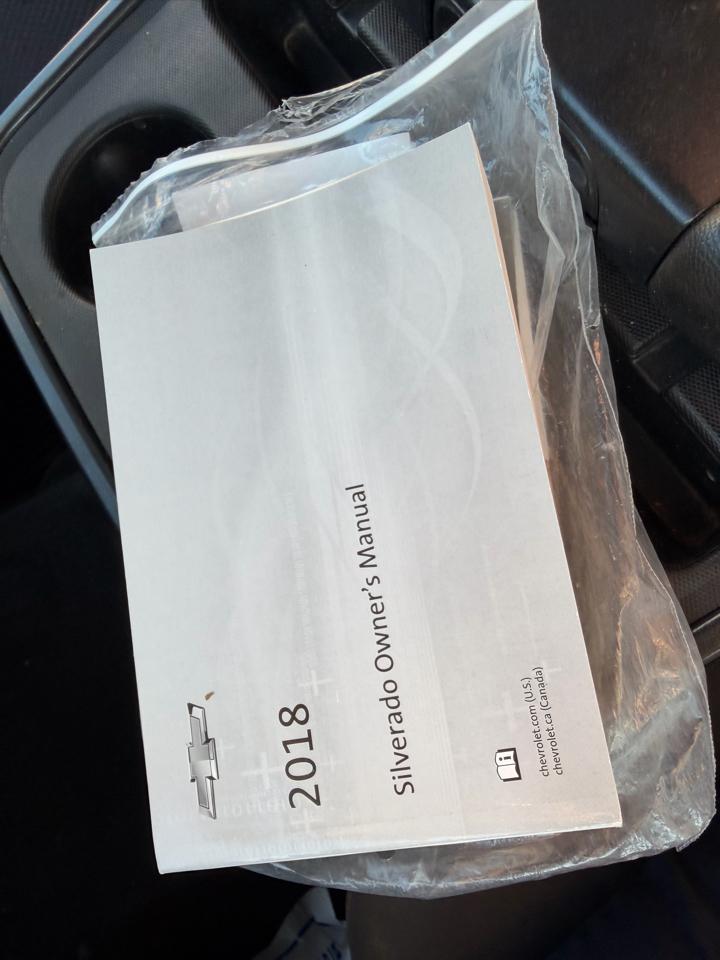 2018
Silverado Owner's Manual
chevrolet.com (U.S.)
chevrolet.ca (Canada)